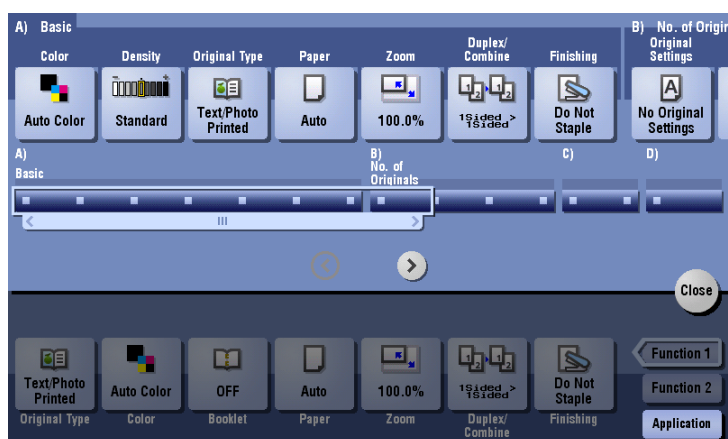 A) Basic
B) No. of Origin
Color
Density
Original Type
Paper
Zoom
Duplex/
Combine
Finishing
Original
Settings
Auto Color
Standard
Text/Photo
Printed
Auto
100.0%
1Sided >
1Sided
Do Not
Staple
No Original
Settings
A)
Basic
B)
No. of
Originals
C)
D)
Close
Text/Photo
Printed
Auto Color
OFF
Auto
100.0%
1Sided >
1Sided
Do Not
Staple
Original Type
Color
Booklet
Paper
Zoom
Duplex/
Combine
Finishing
Function 1
Function 2
Application